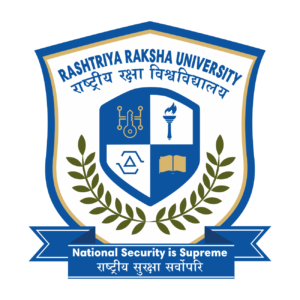 RASHTRIYA RAKSHA UNIVERSITY
राष्ट्रीय रक्षा विश्वविद्यालय
National Security is Supreme
राष्ट्रीय सुरक्षा सर्वोपरि